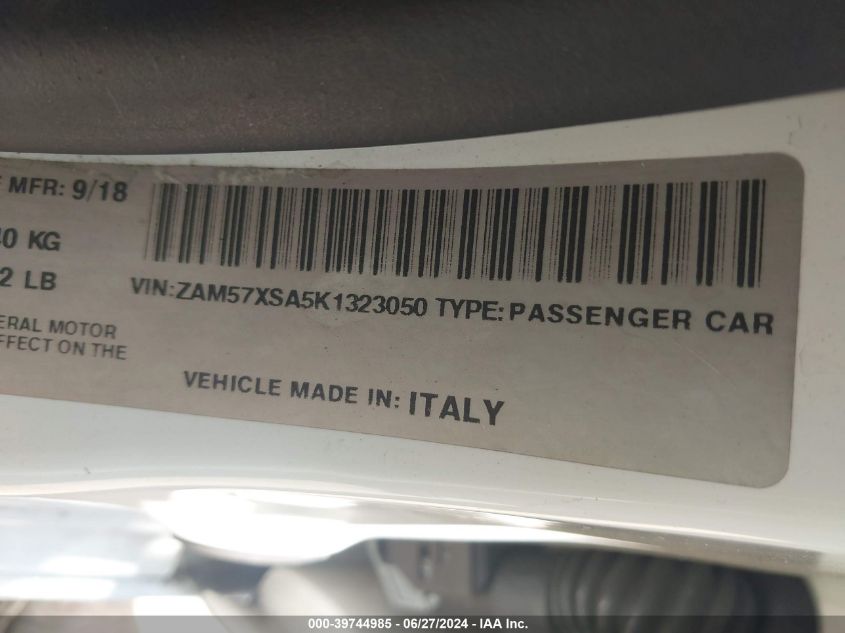 MFR: 9/18
KG
2 LB
VIN:ZAM57XSA5K1323050 TYPE: PASSENGER CAR
ERAL MOTOR
FFECT ON THE
VEHICLE MADE IN: ITALY
000-39744985 - 06/27/2024 - IAA Inc.